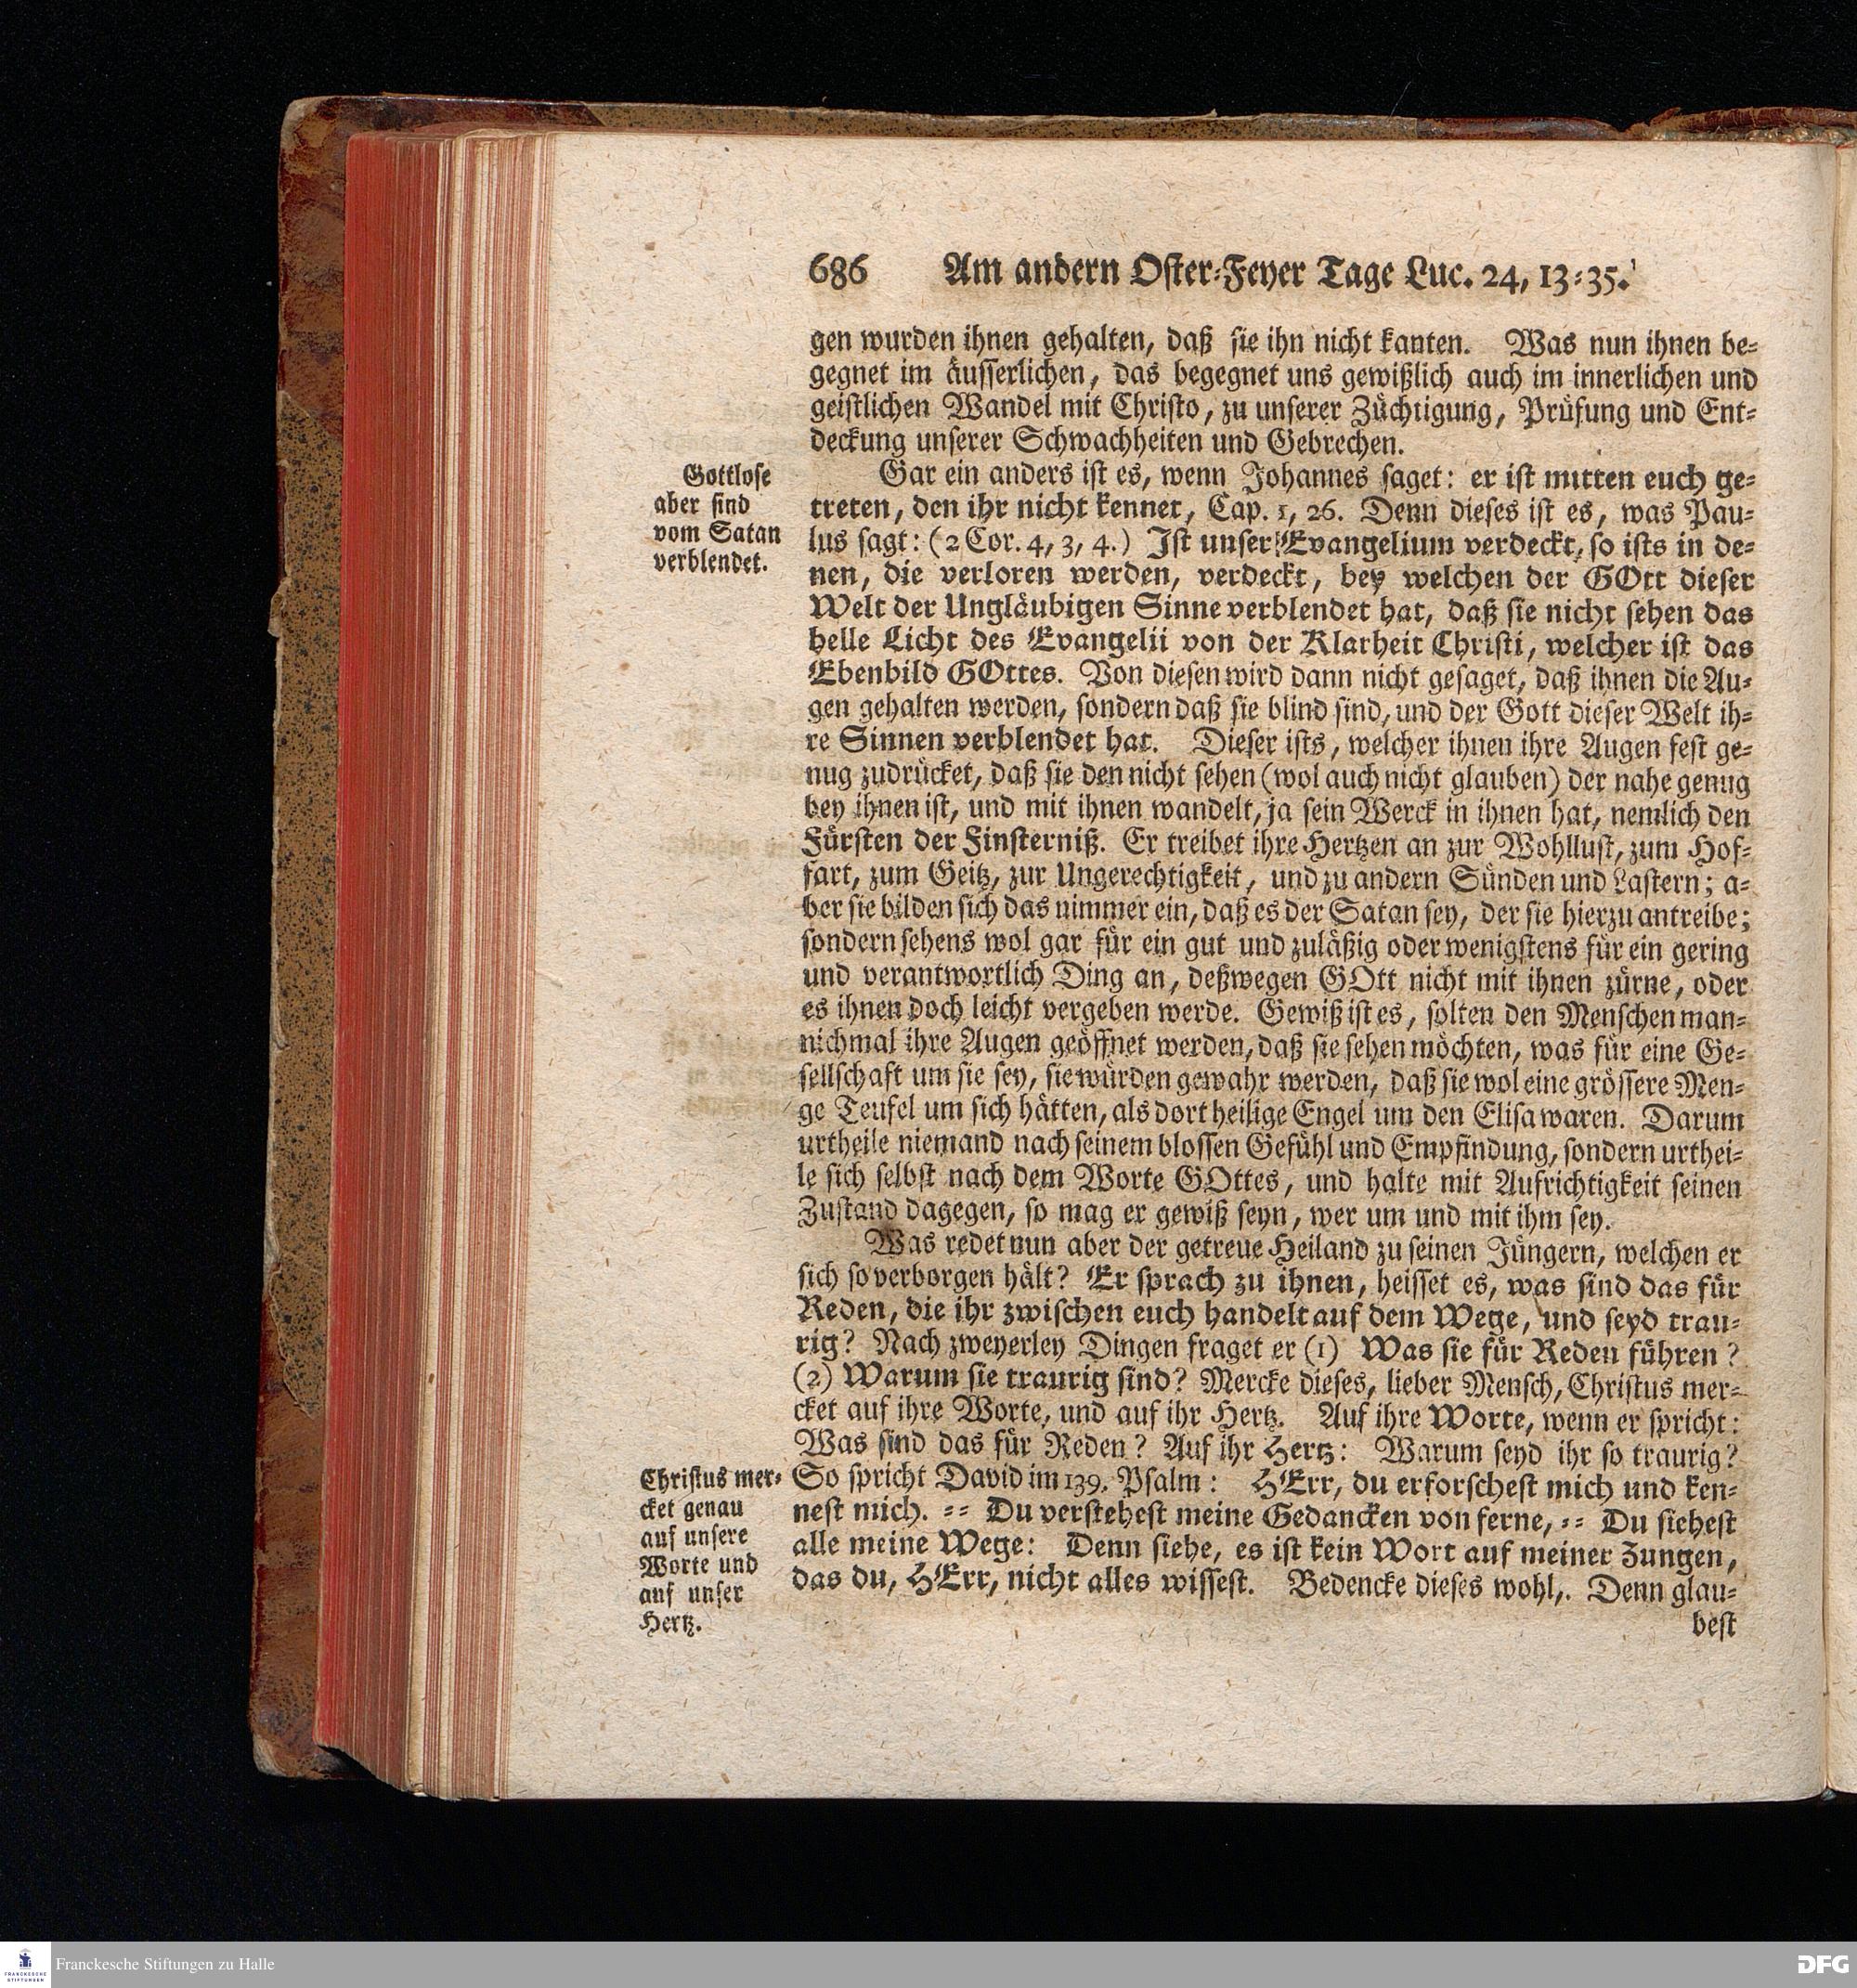 686 Am andern Oster-Feyer Tage Luc. 24, 13-35.
gen wurden ihnen gehalten, daß sie ihn nicht kanten. Was nun ihnen be-
gegnet im äusserlichen, das begegnet uns gewißlich auch im innerlichen und
geistlichen Wandel mit Christo, zu unserer Züchtigung, Prüfung und Ent-
deckung unserer Schwachheiten und Gebrechen.
Gottlose
aber sind
vom Satan
verblendet.
Gar ein anders ist es, wenn Johannes saget: er ist mitten euch ge-
treten, den ihr nicht kennet, Cap. 1, 26. Denn dieses ist es, was Pau-
lus sagt: (2 Cor. 4, 3, 4.) Ist unser Evangelium verdeckt, so ists in de-
nen, die verloren werden, verdeckt, bey welchen der GOtt dieser
Welt der Ungläubigen Sinne verblendet hat, daß sie nicht sehen das
helle Licht des Evangelii von der Klarheit Christi, welcher ist das
Ebenbild GOttes. Von diesen wird dann nicht gesaget, daß ihnen die Au-
gen gehalten werden, sondern daß sie blind sind, und der Gott dieser Welt ih-
re Sinnen verblendet hat. Dieser ists, welcher ihnen ihre Augen fest ge-
nug zudrücket, daß sie den nicht sehen (wol auch nicht glauben) der nahe genug
bey ihnen ist, und mit ihnen wandelt, ja sein Werck in ihnen hat, nemlich den
Fürsten der Finsterniß. Er treibet ihre Hertzen an zur Wohllust, zum Hof-
fart, zum Geitz, zur Ungerechtigkeit, und zu andern Sünden und Lastern; a-
ber sie bilden sich das nimmer ein, daß es der Satan sey, der sie hierzu antreibe;
sondern sehens wol gar für ein gut und zuläßig oder wenigstens für ein gering
und verantwortlich Ding an, deßwegen GOtt nicht mit ihnen zürne, oder
es ihnen doch leicht vergeben werde. Gewiß ist es, solten den Menschen man-
nichmal ihre Augen geöffnet werden, daß sie sehen möchten, was für eine Ge-
sellschaft um sie sey, sie würden gewahr werden, daß sie wol eine grössere Men-
ge Teufel um sich hätten, als dort heilige Engel um den Elisa waren. Darum
urtheile niemand nach seinem blossen Gefühl und Empfindung, sondern urthei-
le sich selbst nach dem Worte GOttes, und halte mit Aufrichtigkeit seinen
Zustand dagegen, so mag er gewiß seyn, wer um und mit ihm sey.
Was redet nun aber der getreue Heiland zu seinen Jüngern, welchen er
sich so verborgen hält? Er sprach zu ihnen, heisset es, was sind das für
Reden, die ihr zwischen euch handelt auf dem Wege, und seyd trau-
rig? Nach zweyerley Dingen fraget er (1) Was sie für Reden führen?
(2) Warum sie traurig sind? Mercke dieses, lieber Mensch, Christus mer-
cket auf ihre Worte, und auf ihr Hertz. Auf ihre Worte, wenn er spricht:
Was sind das für Reden? Auf ihr Hertz: Warum seyd ihr so traurig?
Christus mer-
cket genau
auf unsere
Worte und
auf unser
Hertz.
So spricht David im 139. Psalm: HErr, du erforschest mich und ken-
nest mich. -- Du verstehest meine Gedancken von ferne, -- Du siehest
alle meine Wege: Denn siehe, es ist kein Wort auf meiner Zungen,
das du, HErr, nicht alles wissest. Bedencke dieses wohl,. Denn glau-
best
FRANCKESCHE
STIFTUNGEN
Franckesche Stiftungen zu Halle
DFG